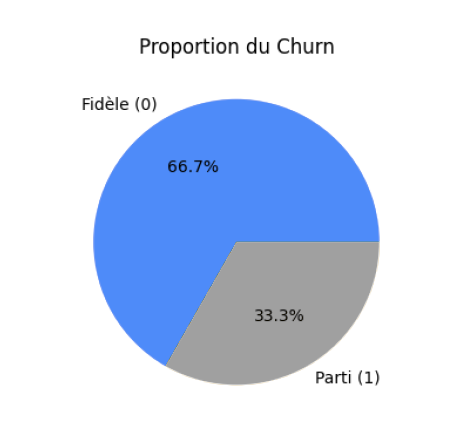 Proportion du Churn
Fidèle (0)
66.7%
33.3%
Parti (1)